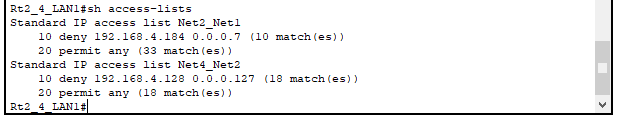 Rt2_4_LAN1#sh access-lists
Standard IP access list Net2_Net1
10 deny 192.168.4.184 0.0.0.7 (10 match(es))
20 permit any (33 match(es))
Standard IP access list Net4_Net2
10 deny 192.168.4.128 0.0.0.127 (18 match(es))
20 permit any (18 match(es))
Rt2_4_LAN1#